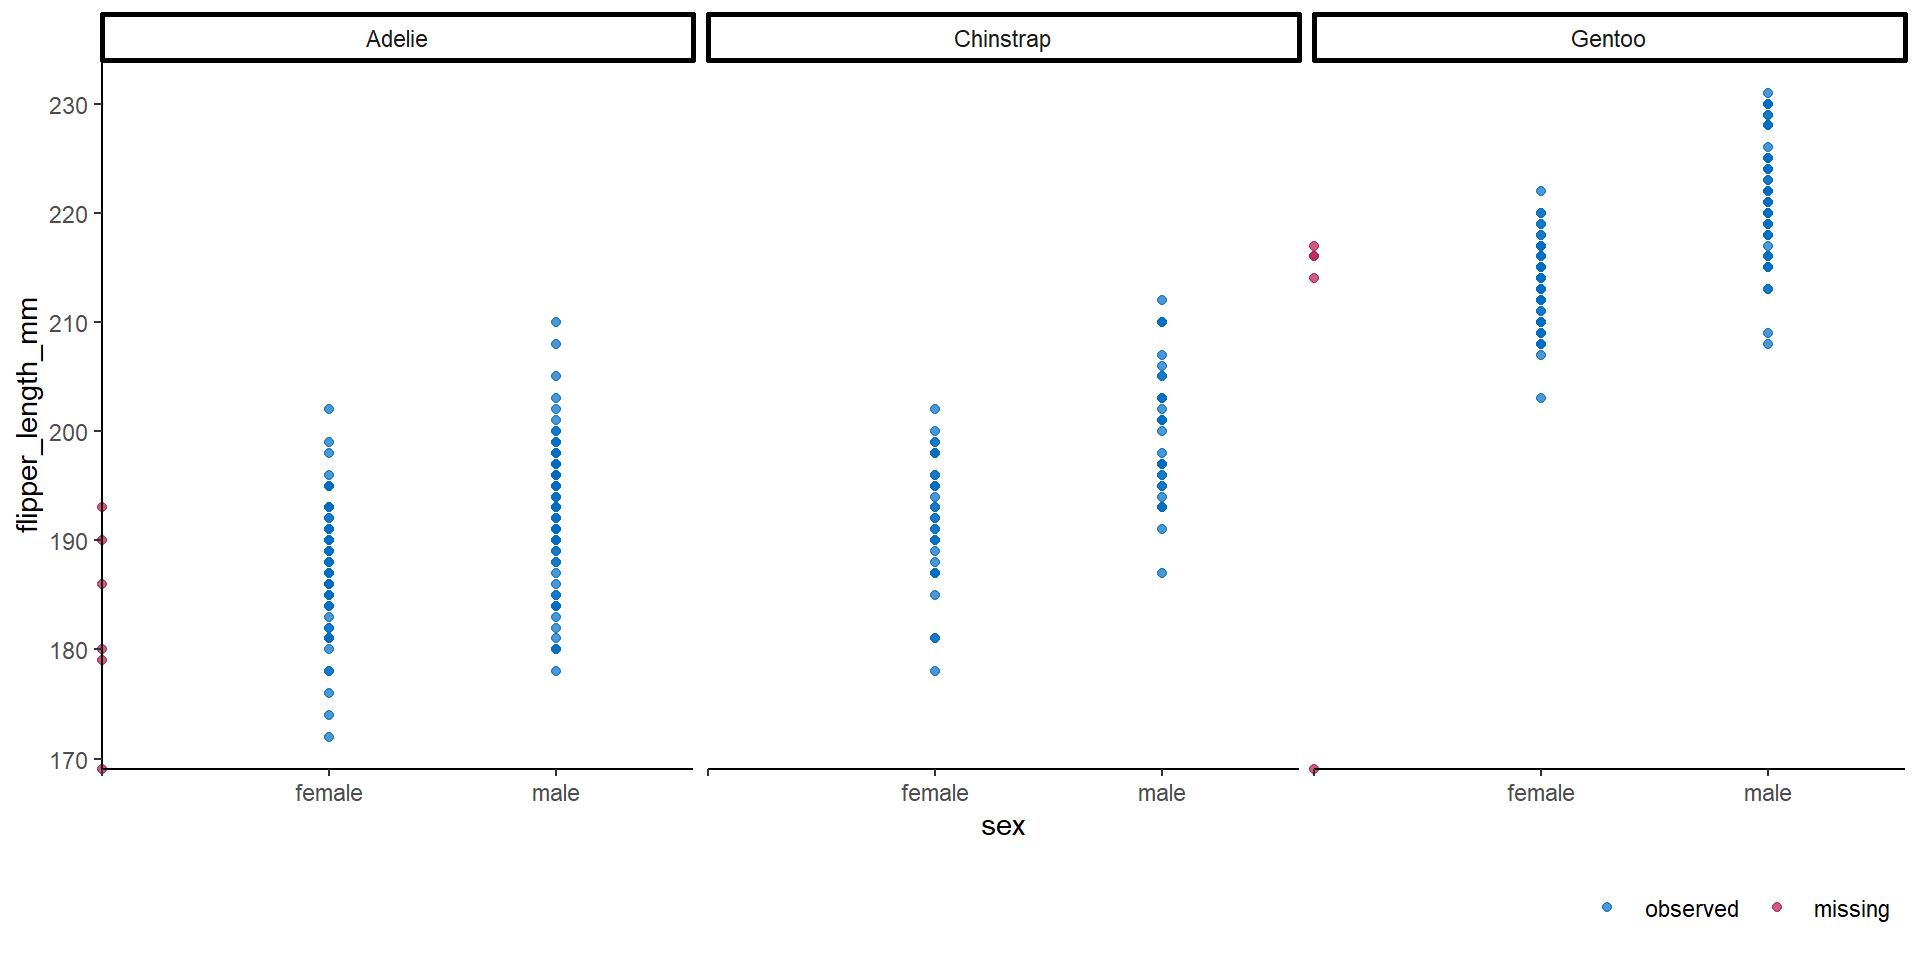 Adelie Chinstrap Gentoo
230
220
210
200
190
180
170
flipper_length_mm
female male female male female male
sex
observed missing